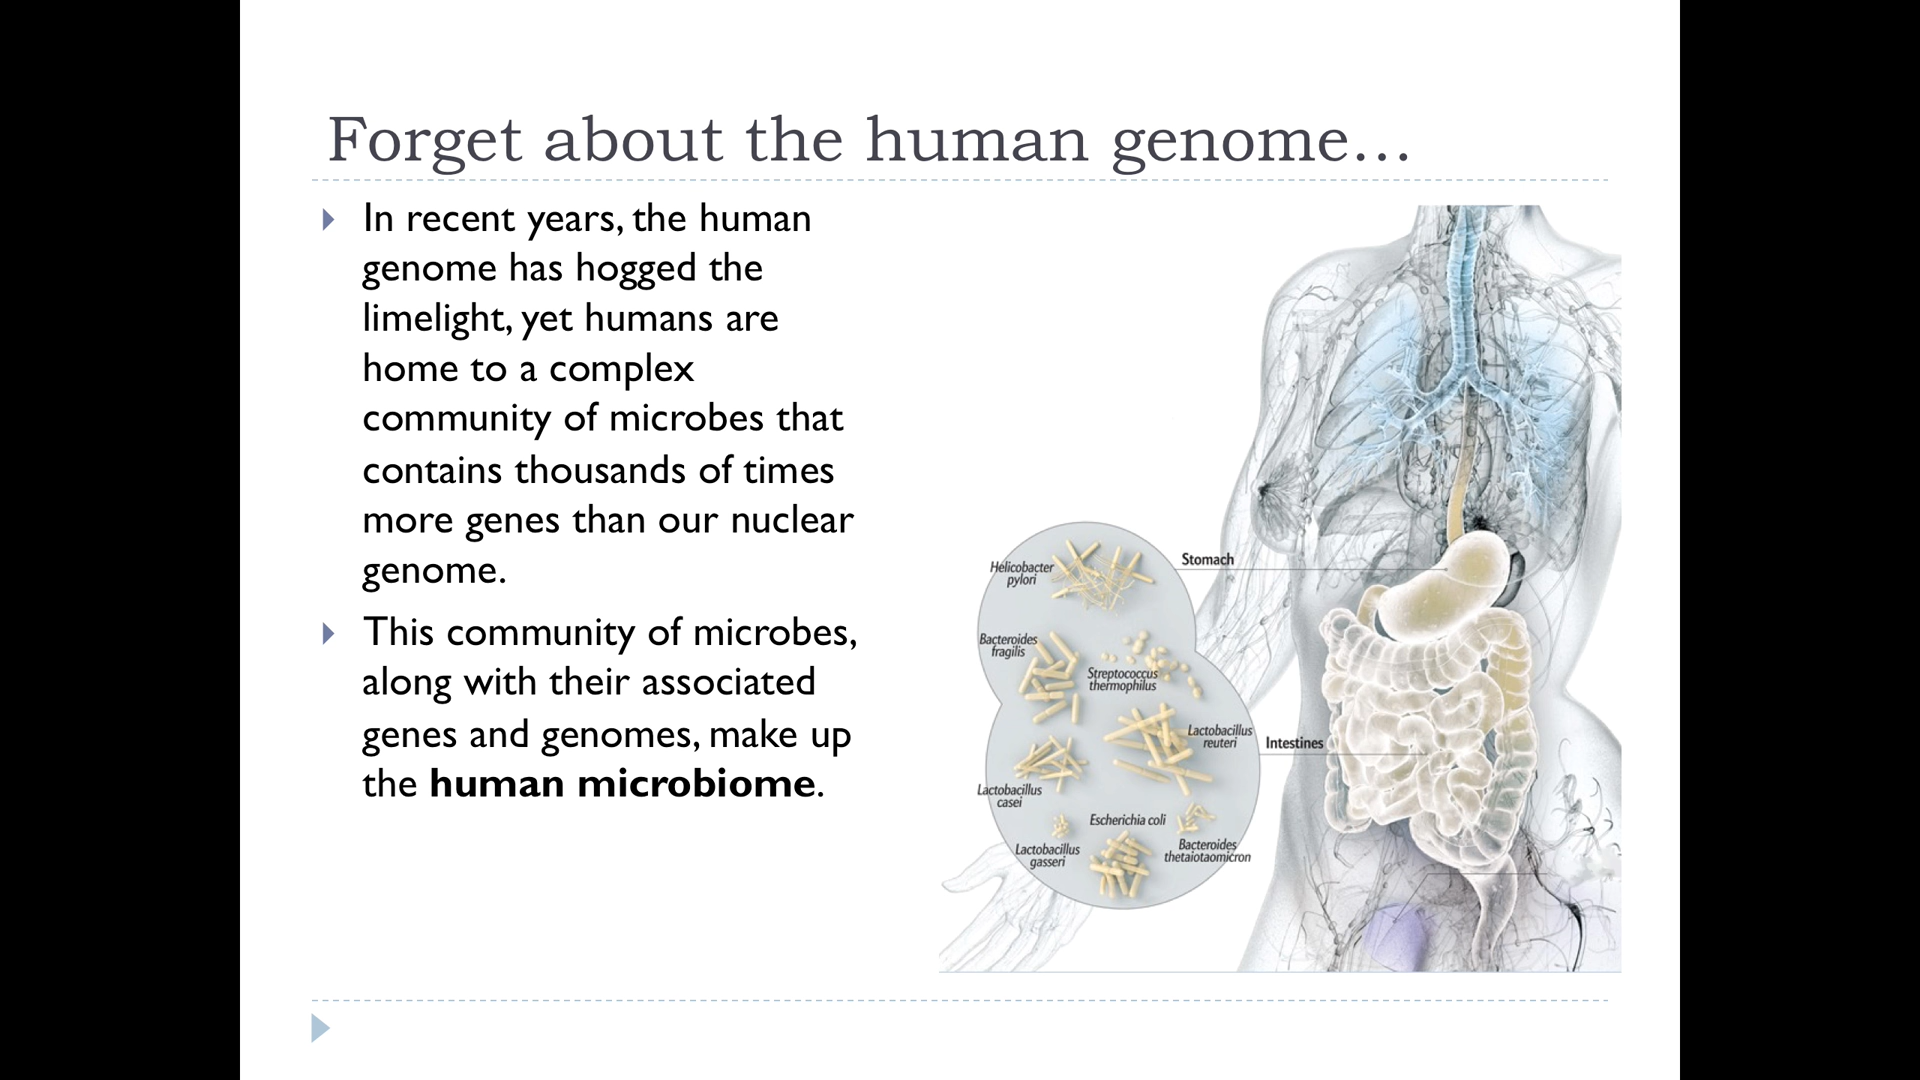 Forget about the human genome…
In recent years, the human
genome has hogged the
limelight, yet humans are
home to a complex
community of microbes that
contains thousands of times
more genes than our nuclear
genome.
This community of microbes,
along with their associated
genes and genomes, make up
the human microbiome.
Stomach
Helicobacter
pylori
Bacteroides
fragilis
Streptococcus
thermophilus
Lactobacillus
reuteri
Intestines
Lactobacillus
casei
Escherichia coli
Lactobacillus
gasseri
Bacteroides
thetaiotaomicron